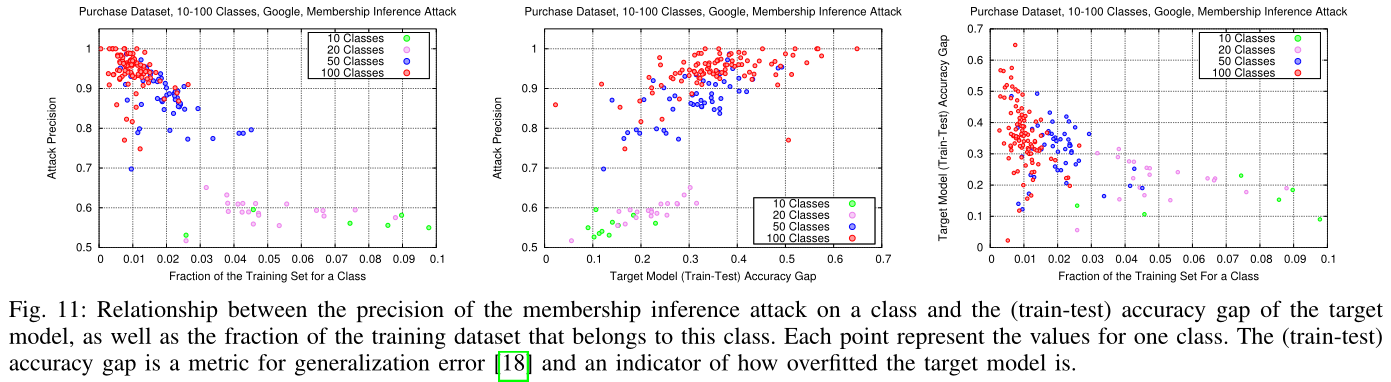 Purchase Dataset, 10-100 Classes, Google, Membership Inference Attack
Attack Precision
1
0.9
0.8
0.7
0.6
0.5
0 0.01 0.02 0.03 0.04 0.05 0.06 0.07 0.08 0.09 0.1
Fraction of the Training Set for a Class
10 Classes
20 Classes
50 Classes
100 Classes
Purchase Dataset, 10-100 Classes, Google, Membership Inference Attack
Attack Precision
1
0.9
0.8
0.7
0.6
0.5
0 0.1 0.2 0.3 0.4 0.5 0.6 0.7
Target Model (Train-Test) Accuracy Gap
10 Classes
20 Classes
50 Classes
100 Classes
Purchase Dataset, 10-100 Classes, Google, Membership Inference Attack
Target Model (Train-Test) Accuracy Gap
0.7
0.6
0.5
0.4
0.3
0.2
0.1
0
0 0.01 0.02 0.03 0.04 0.05 0.06 0.07 0.08 0.09 0.1
Fraction of the Training Set For a Class
10 Classes
20 Classes
50 Classes
100 Classes
Fig. 11: Relationship between the precision of the membership inference attack on a class and the (train-test) accuracy gap of the target
model, as well as the fraction of the training dataset that belongs to this class. Each point represent the values for one class. The (train-test)
accuracy gap is a metric for generalization error [18] and an indicator of how overfitted the target model is.